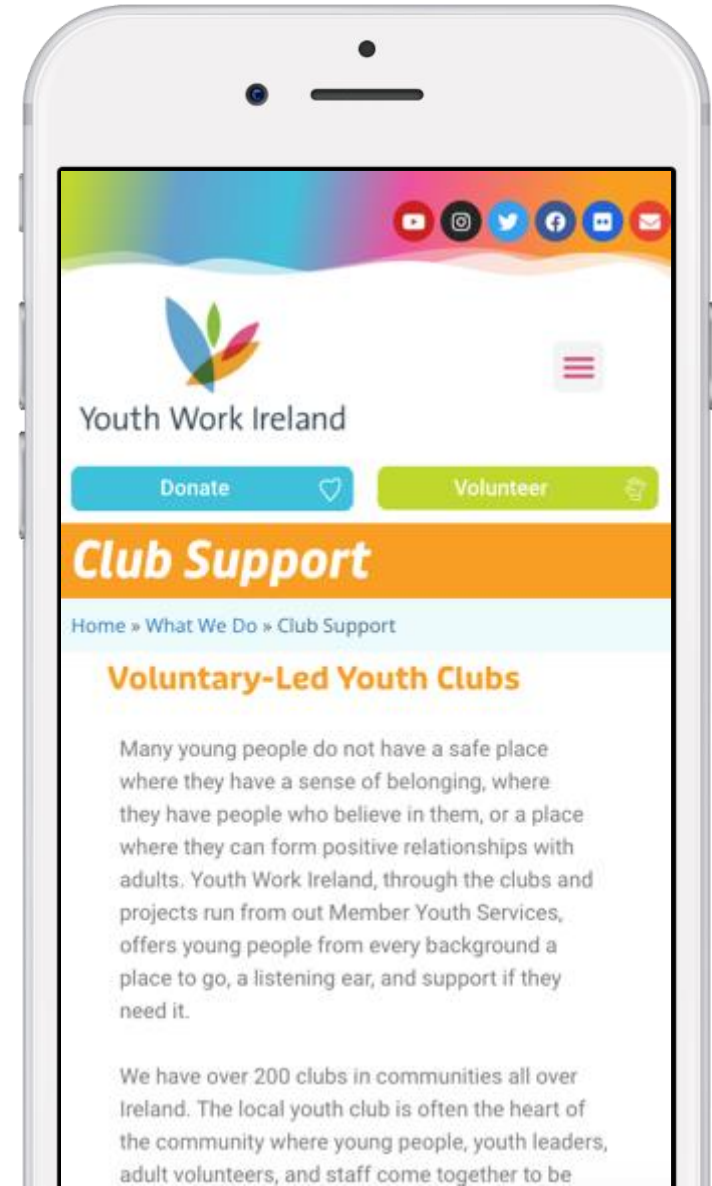 Youth Work Ireland
Donate
Volunteer
Club Support
Home » What We Do » Club Support
Voluntary-Led Youth Clubs
Many young people do not have a safe place
where they have a sense of belonging, where
they have people who believe in them, or a place
where they can form positive relationships with
adults. Youth Work Ireland, through the clubs and
projects run from out Member Youth Services,
offers young people from every background a
place to go, a listening ear, and support if they
need it.
We have over 200 clubs in communities all over
Ireland. The local youth club is often the heart of
the community where young people, youth leaders,
adult volunteers, and staff come together to be